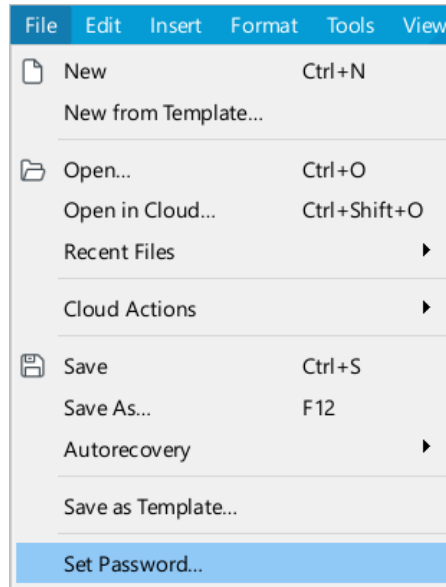 File Edit Insert Format Tools View
New Ctrl+N
New from Template...
Open... Ctrl+O
Open in Cloud... Ctrl+Shift+O
Recent Files
Cloud Actions
Save Ctrl+S
Save As... F12
Autorecovery
Save as Template...
Set Password...